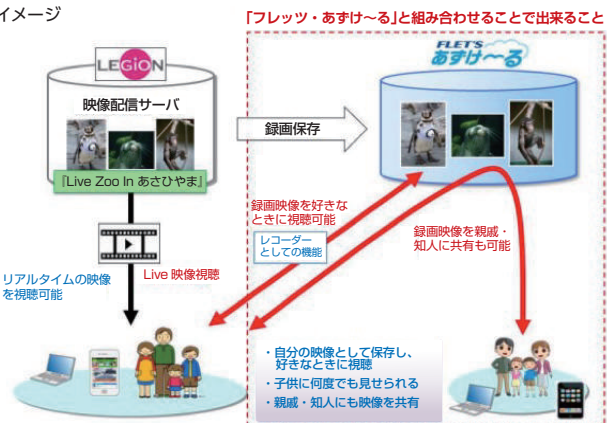 イメージ
「フレッツ・あずけ～る」と組み合わせることで出来ること
LEGiON
映像配信サーバ
『Live Zoo In あさひやま』
録画保存
FLET'S
あずけ～る
録画映像を好きな
ときに視聴可能
レコーダー
としての機能
録画映像を親戚・
知人に共有も可能
リアルタイムの映像
を視聴可能
Live 映像視聴
・自分の映像として保存し、
好きなときに視聴
・子供に何度でも見せられる
・親戚・知人にも映像を共有